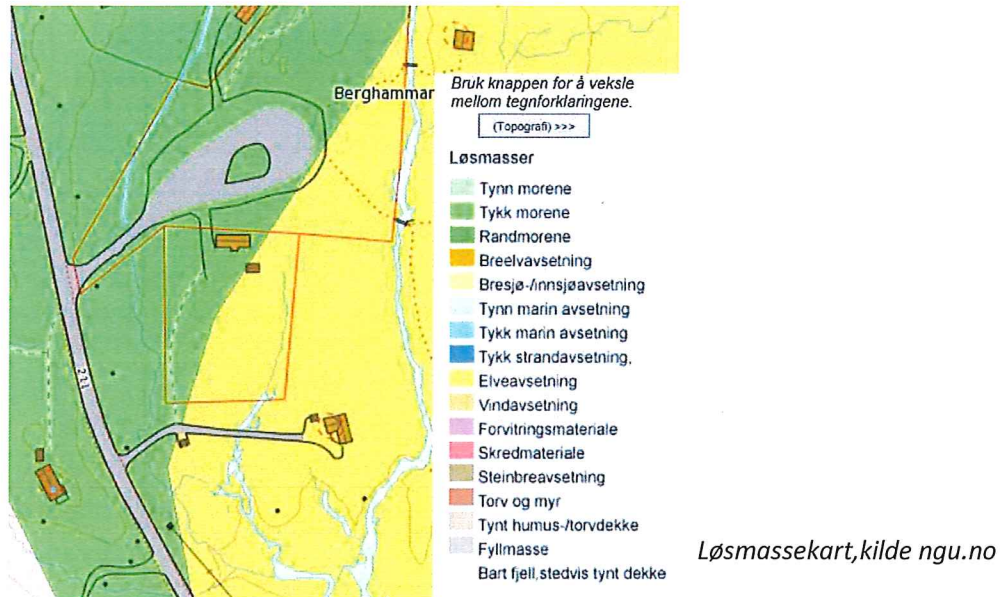 Berghammar
211
Bruk knappen for å veksle
mellom tegnforklaringene.
(Topografi) >>>
Løsmasser
Tynn morene
Tykk morene
Randmorene
Breelvavsetning
Bresjø-/innsjøavsetning
Tynn marin avsetning
Tykk marin avsetning
Tykk strandavsetning,
Elveavsetning
Vindavsetning
Forvitringsmateriale
Skredmateriale
Steinbreavsetning
Torv og myr
Tynt humus-/torvdekke
Fyllmasse
Bart fjell,stedvis tynt dekke
Løsmassekart,kilde ngu.no